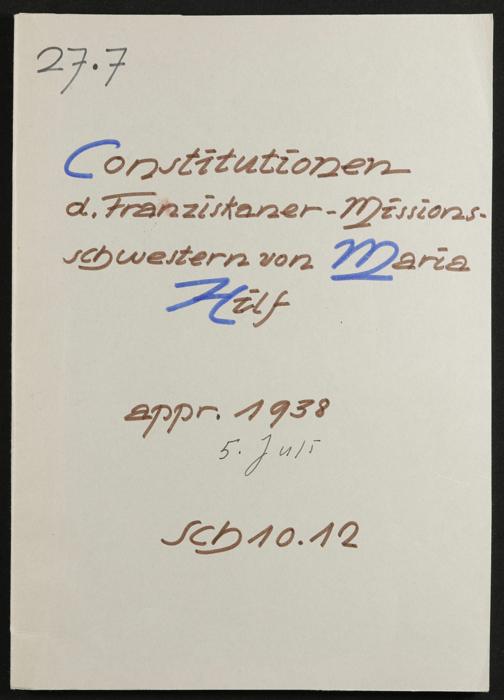 27.7
Constitutionen
d. Franziskaner-Missions-
schwestern von Maria
Hilf
appr. 1938
5. Juli
Sch 10.12